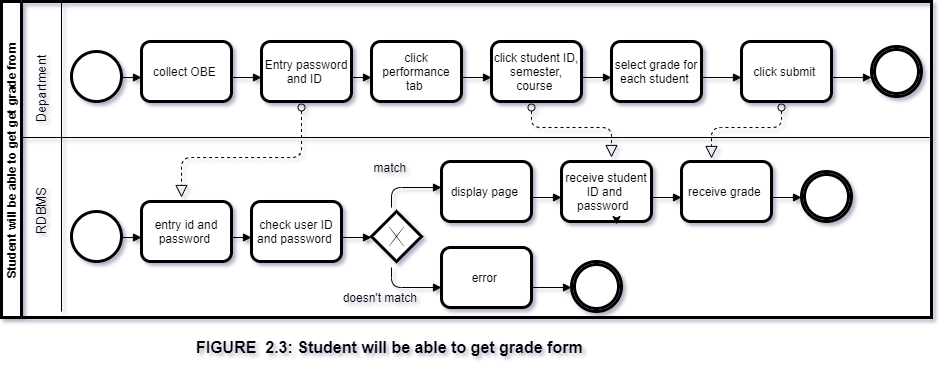 Student will be able to get get grade from
Department
collect OBE
Entry password
and ID
click
performance
tab
click student ID,
semester,
course
select grade for
each student
click submit
RDBMS
entry id and
password
check user ID
and password
match
doesn't match
display page
receive student
ID and
password
receive grade
error
FIGURE 2.3: Student will be able to get grade form